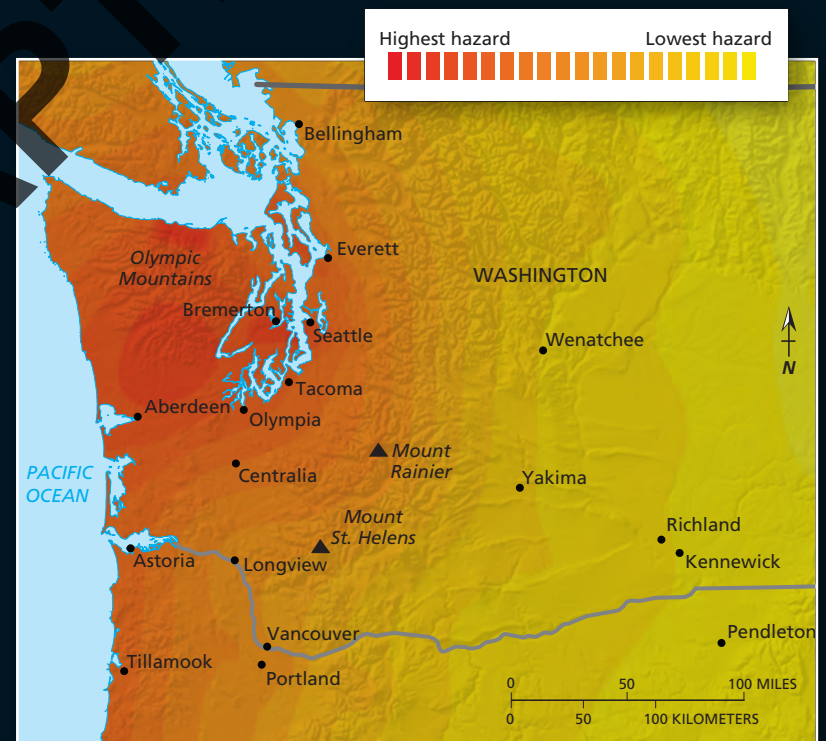 Highest hazard
Lowest hazard
Bellingham
Everett
Olympic
Mountains
WASHINGTON
Bremerton
Seattle
Wenatchee
N
Tacoma
Aberdeen
Olympia
Mount
Rainier
PACIFIC
OCEAN
Centralia
Yakima
Mount
St. Helens
Richland
Astoria
Longview
Kennewick
Vancouver
Pendleton
Tillamook
Portland
0 50 100 MILES
0 50 100 KILOMETERS